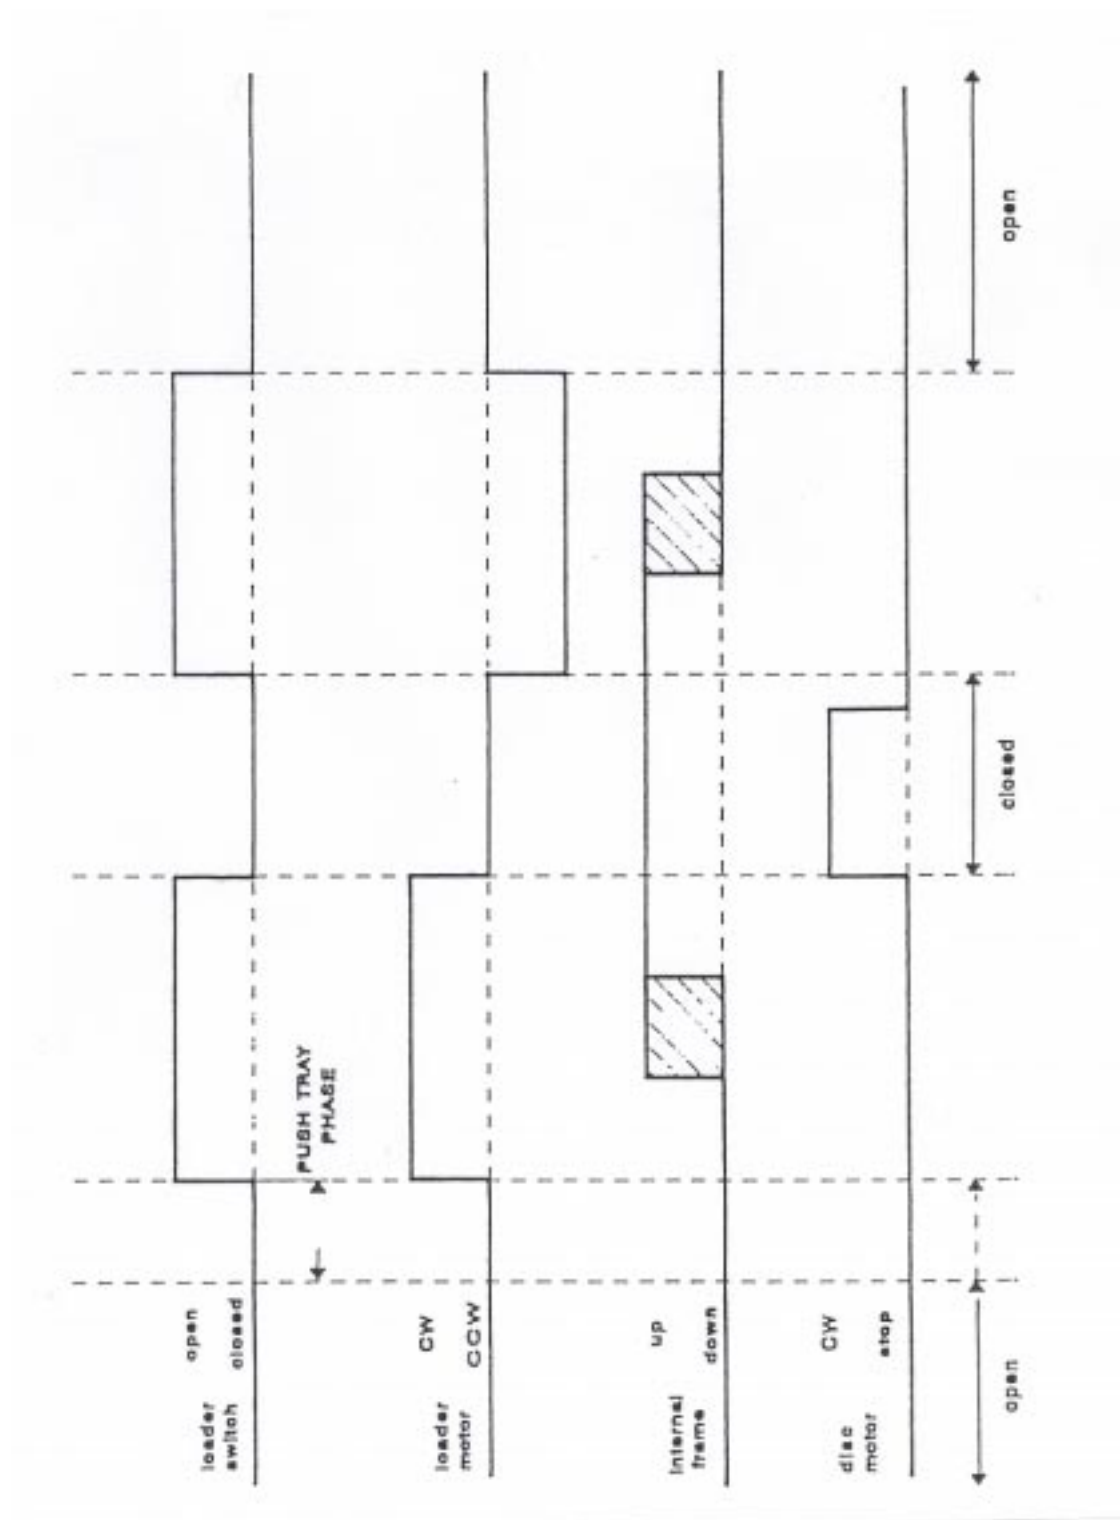 loader
switch
open
closed
PUSH TRAY
PHASE
loader
motor
CW
CCW
internal
frame
up
down
disc
motor
CW
stop
open
closed
open